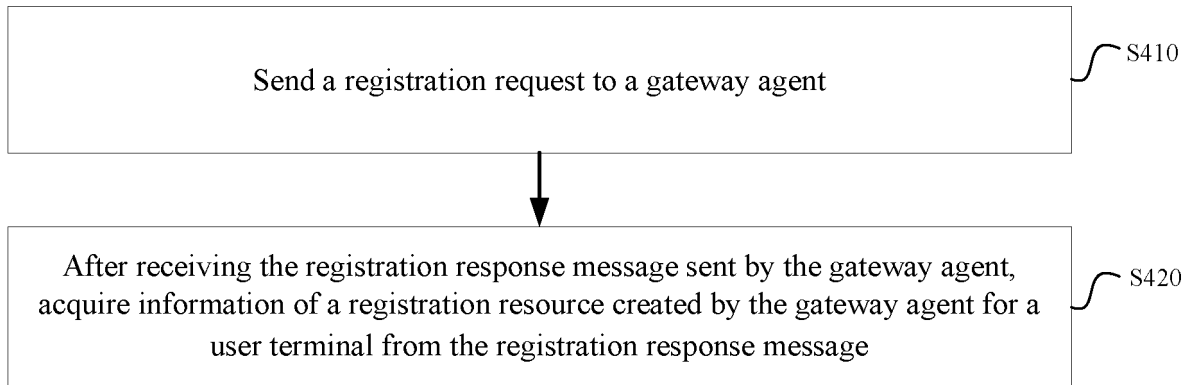 Send a registration request to a gateway agent
S410
After receiving the registration response message sent by the gateway agent,
acquire information of a registration resource created by the gateway agent for a
user terminal from the registration response message
S420